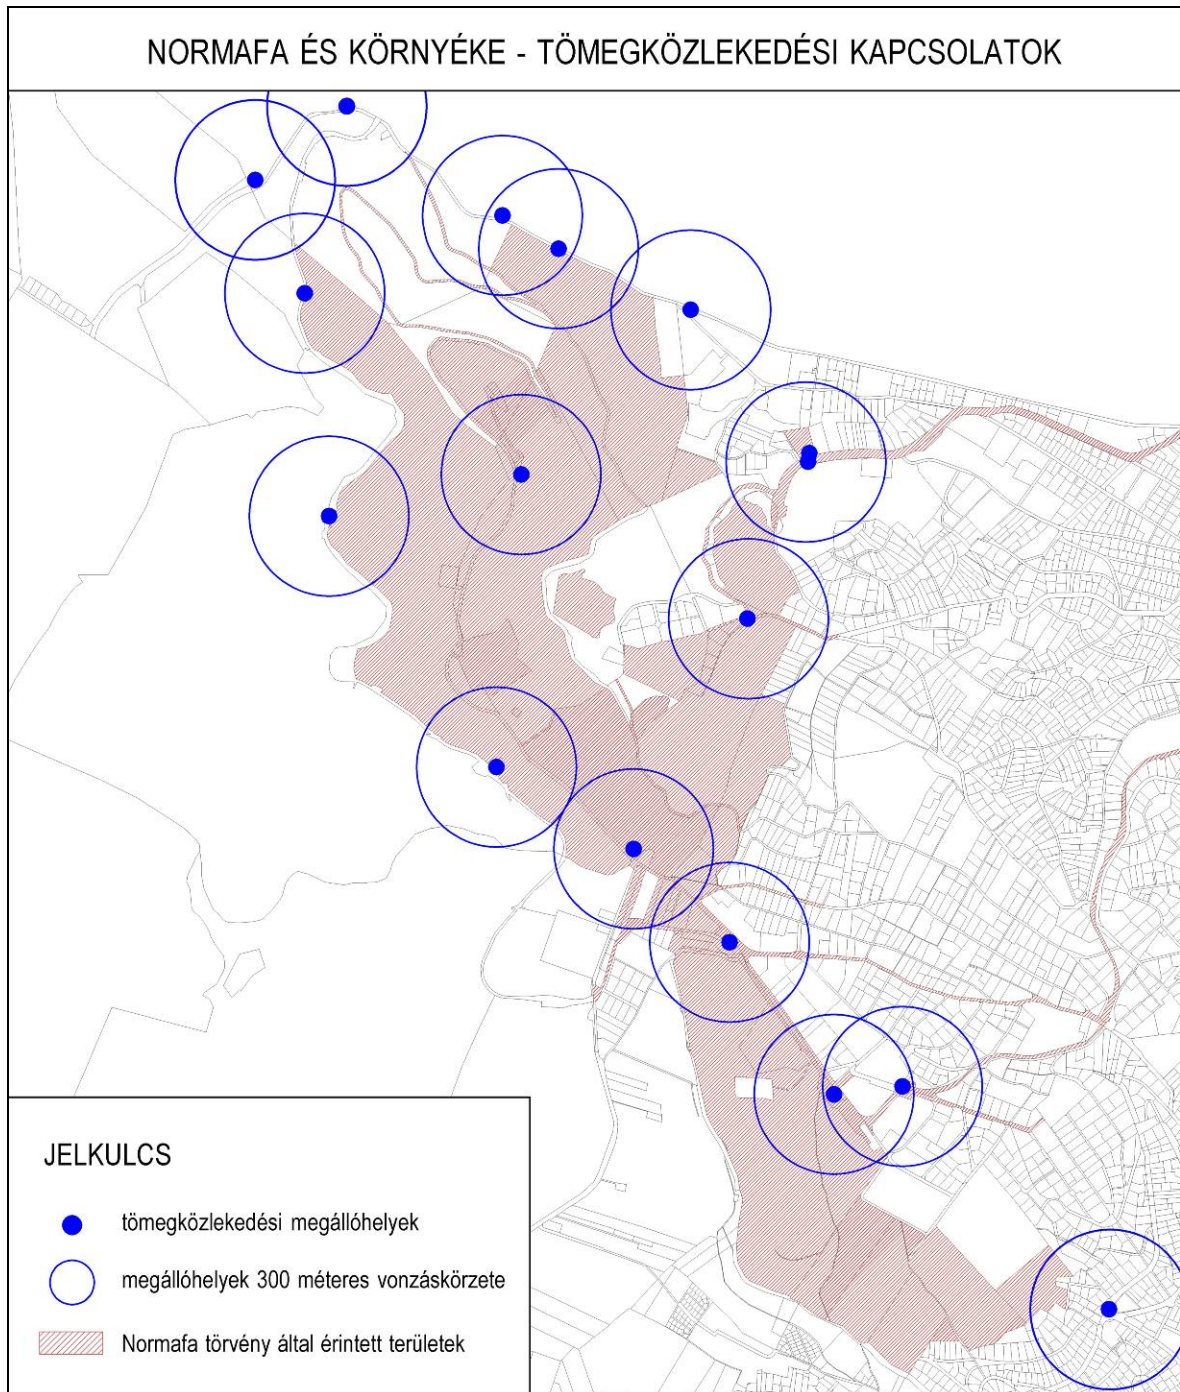 NORMAFA ÉS KÖRNYÉKE - TÖMEGKÖZLEKEDÉSI KAPCSOLATOK
JELKULCS
tömegközlekedési megállóhelyek
megállóhelyek 300 méteres vonzáskörzete
Normafa törvény által érintett területek